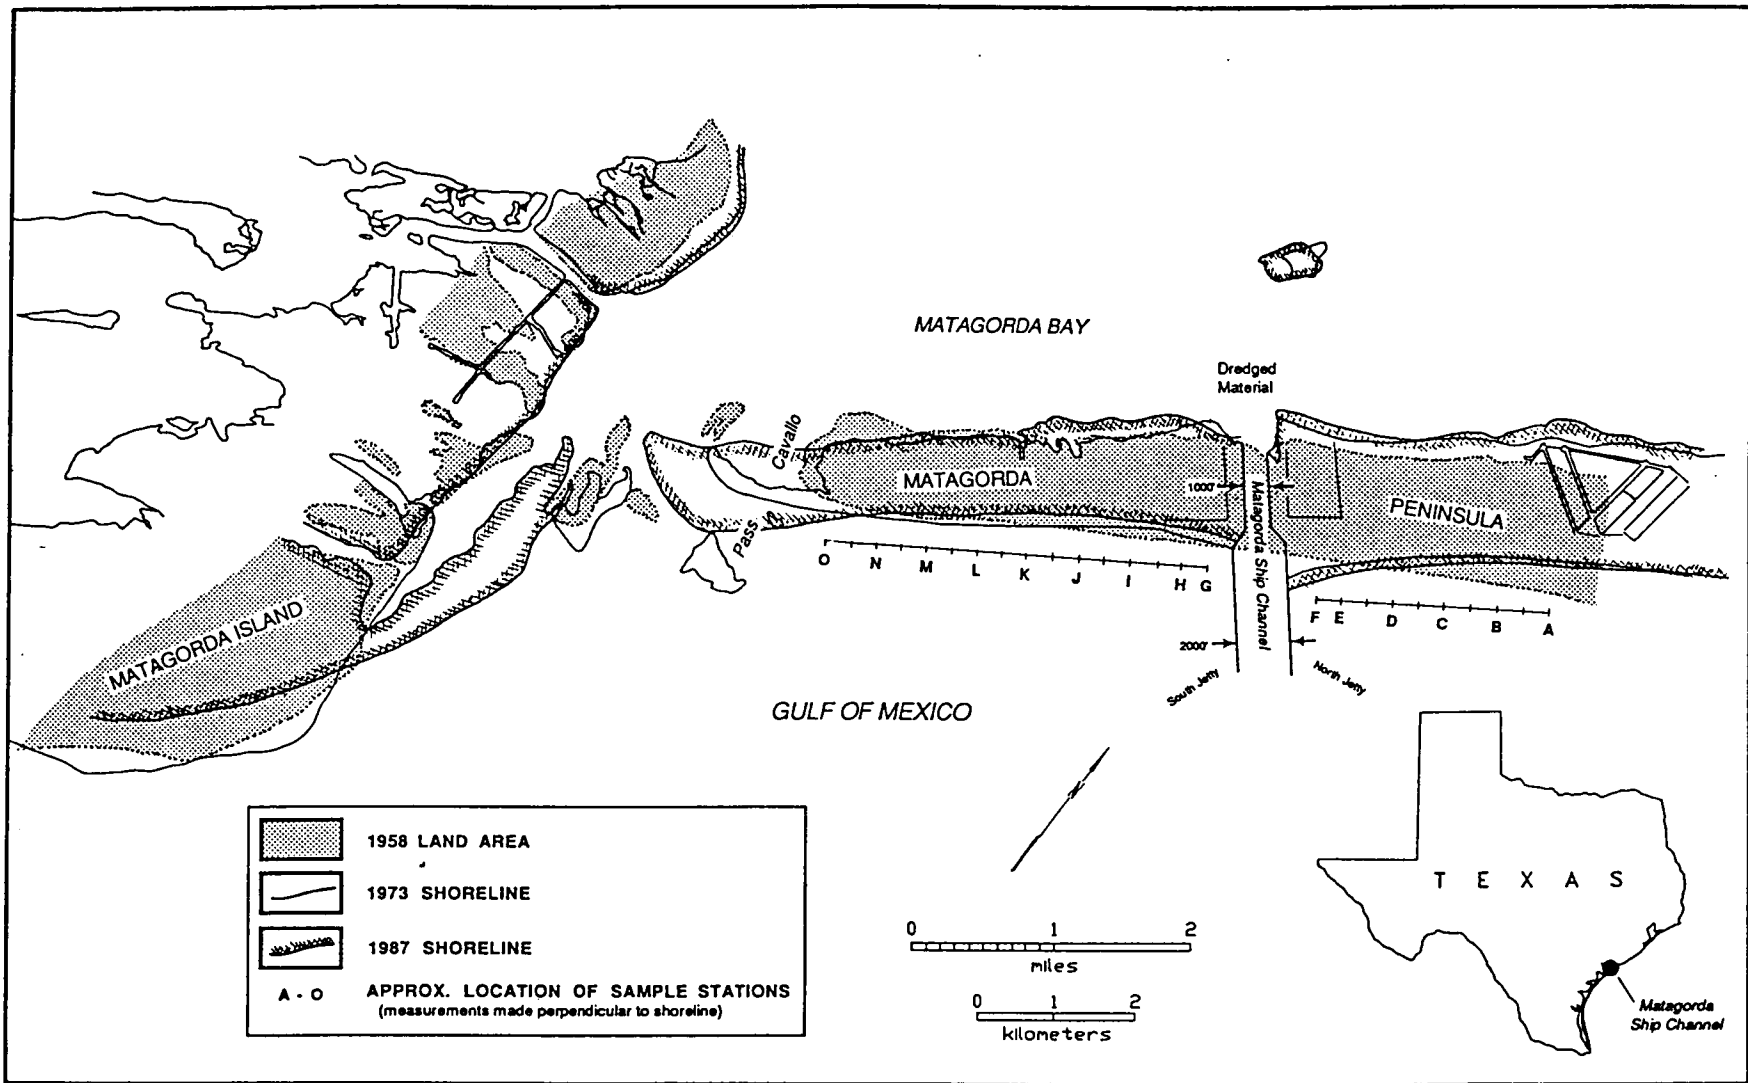 MATAGORDA BAY
Dredged
Material
Cavallo
Pass
MATAGORDA
1000'
Matagorda Ship Channel
PENINSULA
O N M L K J I H G
F E D C B A
2000'
South Jetty
North Jetty
MATAGORDA ISLAND
GULF OF MEXICO
N
1958 LAND AREA
1973 SHORELINE
1987 SHORELINE
A - O APPROX. LOCATION OF SAMPLE STATIONS
(measurements made perpendicular to shoreline)
0 1 2
miles
0 1 2
kilometers
TEXAS
Matagorda
Ship Channel